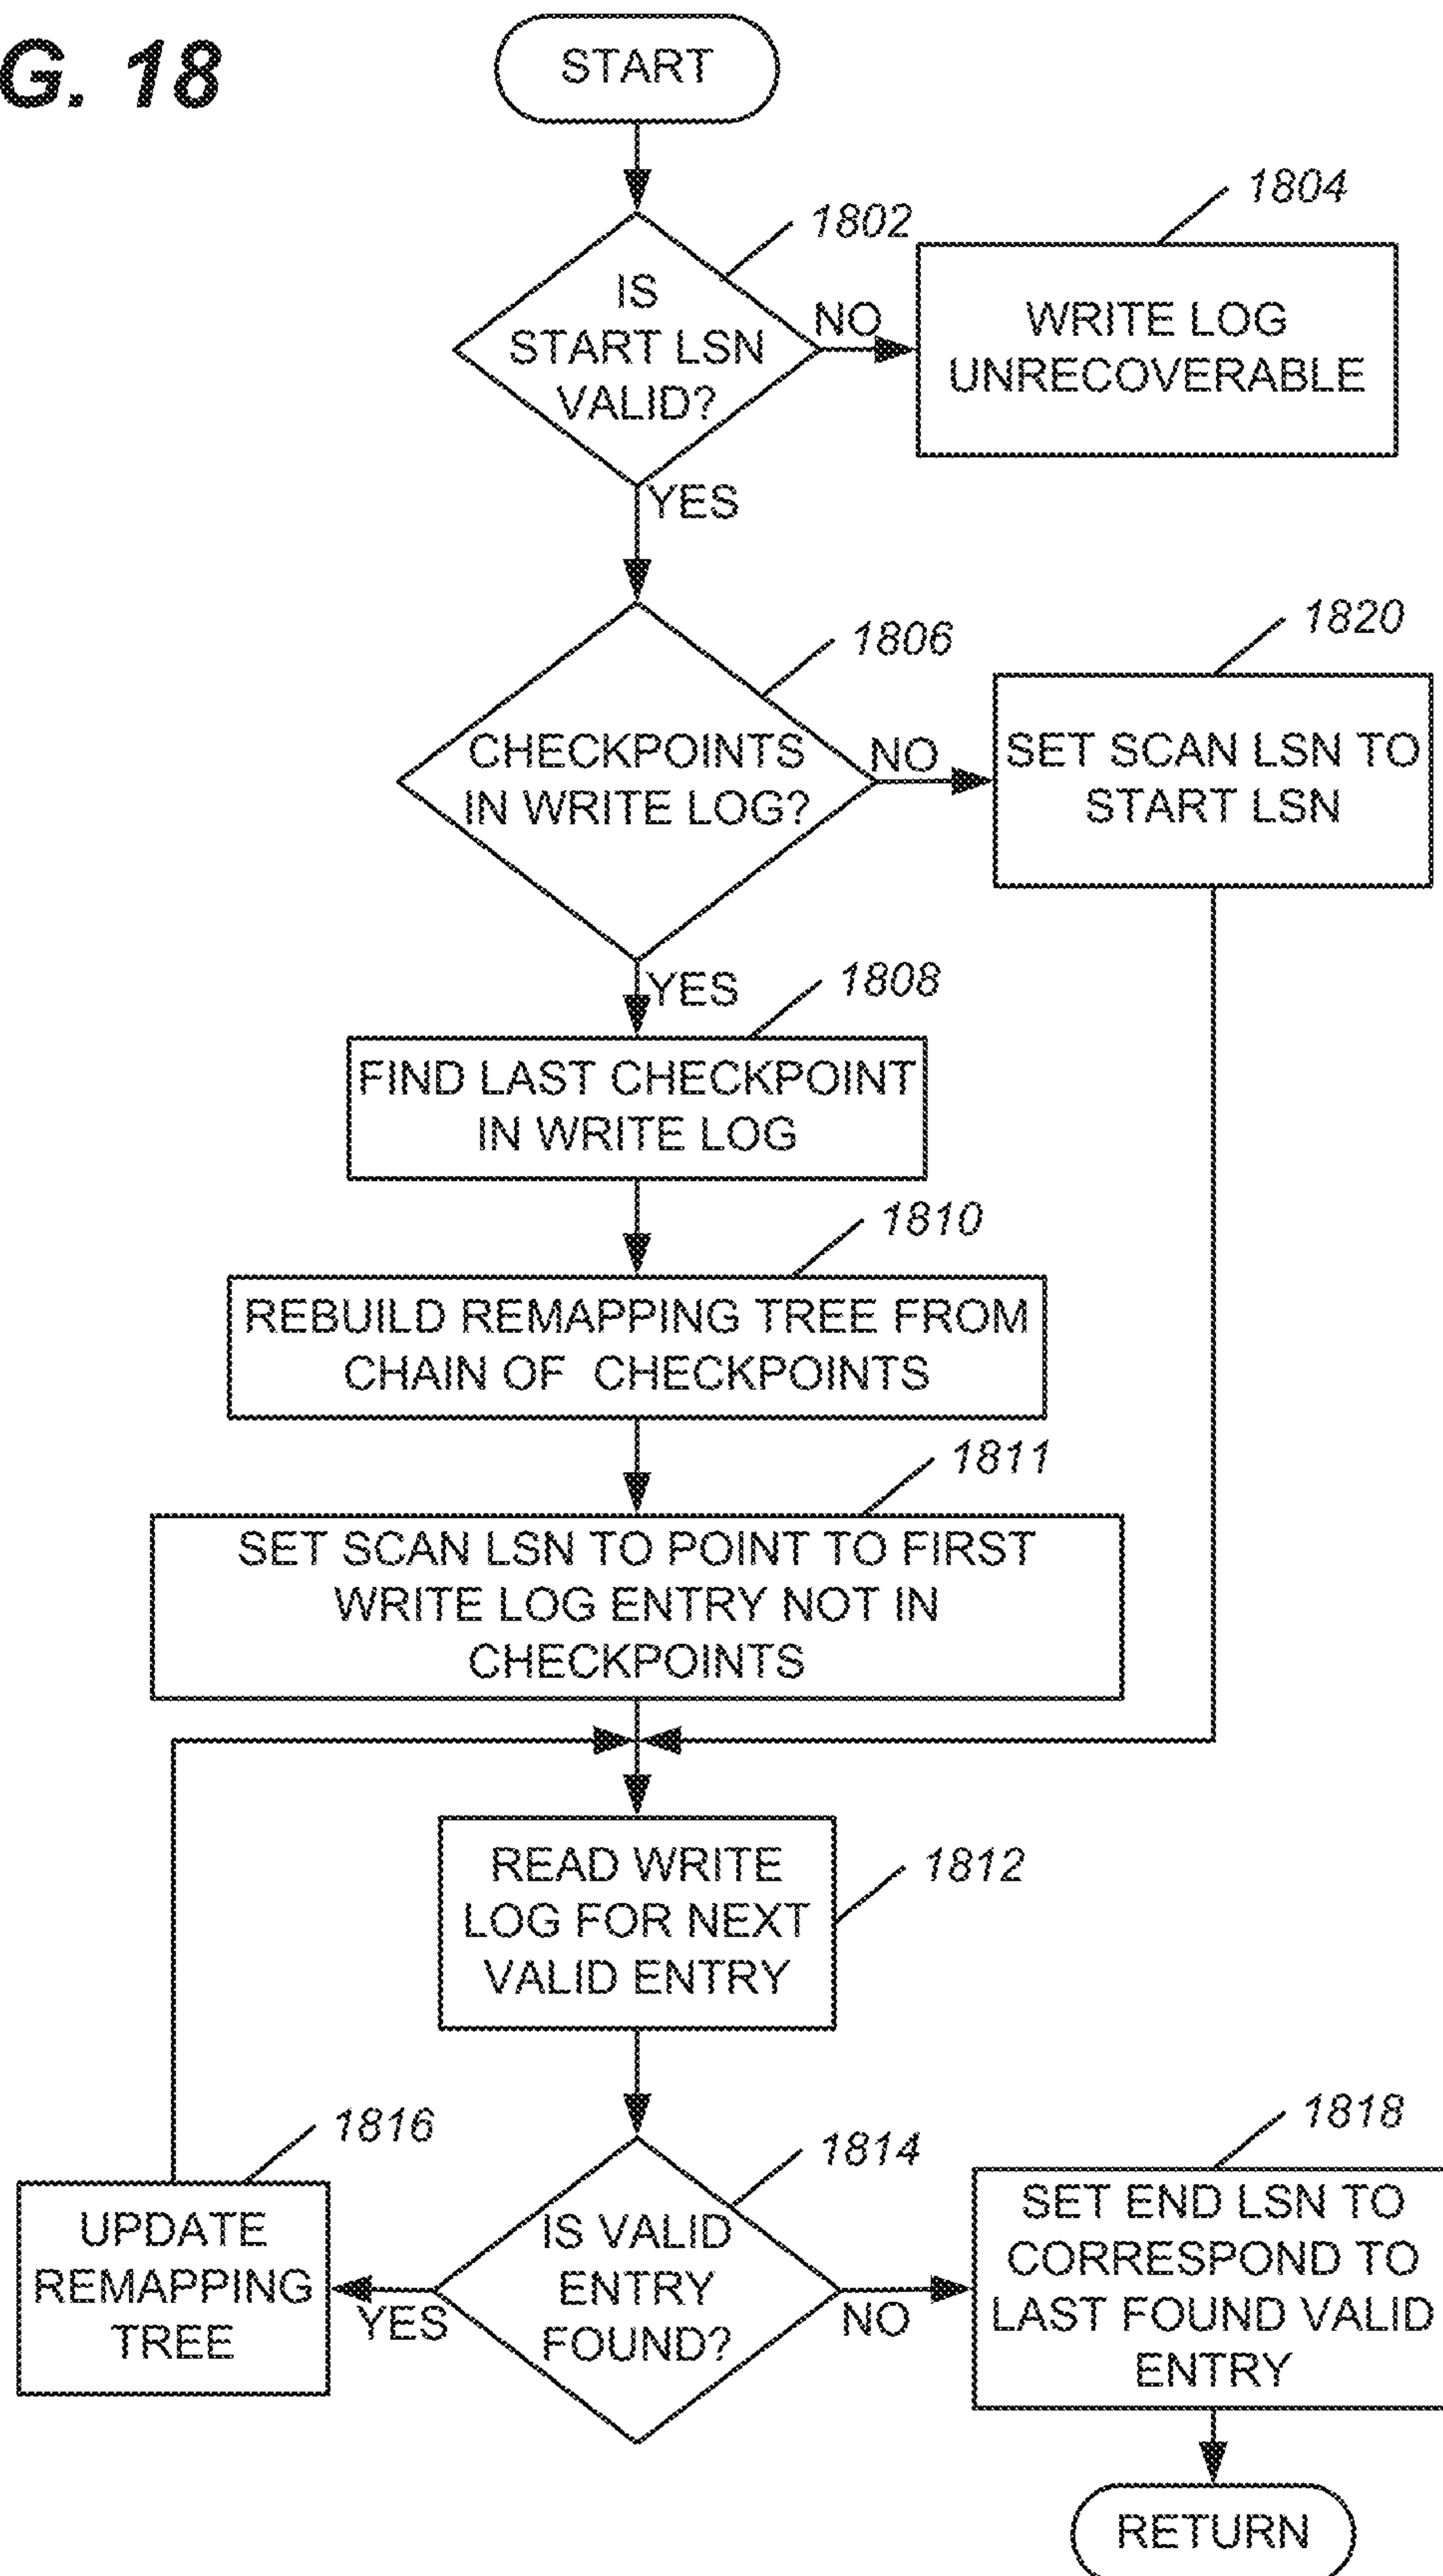 G. 18
START
1802
1804
IS
START LSN
VALID?
NO
WRITE LOG
UNRECOVERABLE
YES
1806
1820
CHECKPOINTS
IN WRITE LOG?
NO
SET SCAN LSN TO
START LSN
YES
1808
FIND LAST CHECKPOINT
IN WRITE LOG
1810
REBUILD REMAPPING TREE FROM
CHAIN OF CHECKPOINTS
1811
SET SCAN LSN TO POINT TO FIRST
WRITE LOG ENTRY NOT IN
CHECKPOINTS
READ WRITE
LOG FOR NEXT
VALID ENTRY
1812
1816
1814
1818
UPDATE
REMAPPING
TREE
YES
IS VALID
ENTRY
FOUND?
NO
SET END LSN TO
CORRESPOND TO
LAST FOUND VALID
ENTRY
RETURN